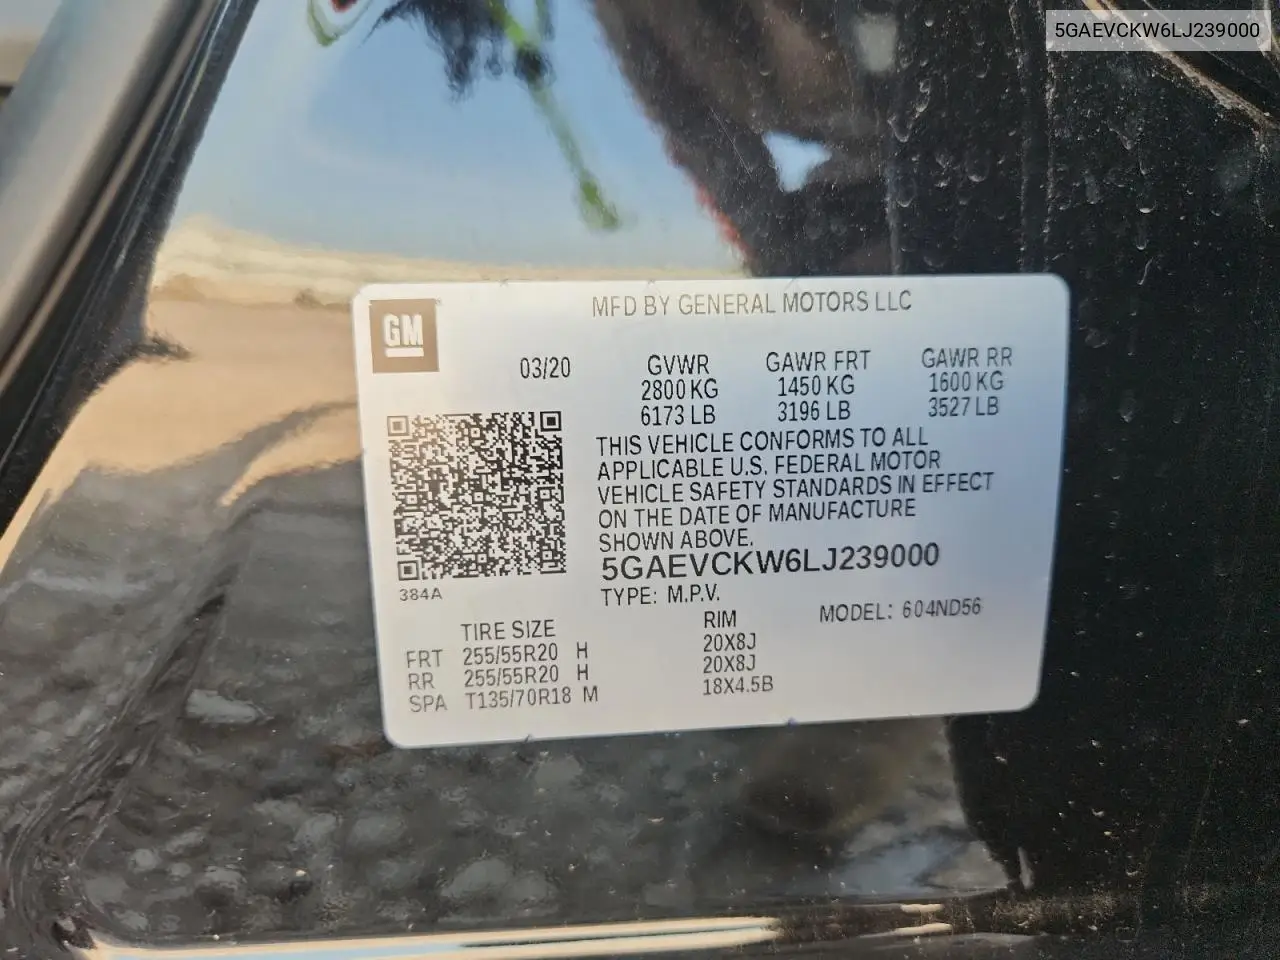 5GAEVCKW6LJ239000
GM
MFD BY GENERAL MOTORS LLC
03/20
GVWR GAWR FRT GAWR RR
2800 KG 1450 KG 1600 KG
6173 LB 3196 LB 3527 LB
THIS VEHICLE CONFORMS TO ALL
APPLICABLE U.S. FEDERAL MOTOR
VEHICLE SAFETY STANDARDS IN EFFECT
ON THE DATE OF MANUFACTURE
SHOWN ABOVE.
5GAEVCKW6LJ239000
384A
TYPE: M.P.V.
MODEL: 604ND56
TIRE SIZE RIM
FRT 255/55R20 H 20X8J
RR 255/55R20 H 20X8J
SPA T135/70R18 M 18X4.5B